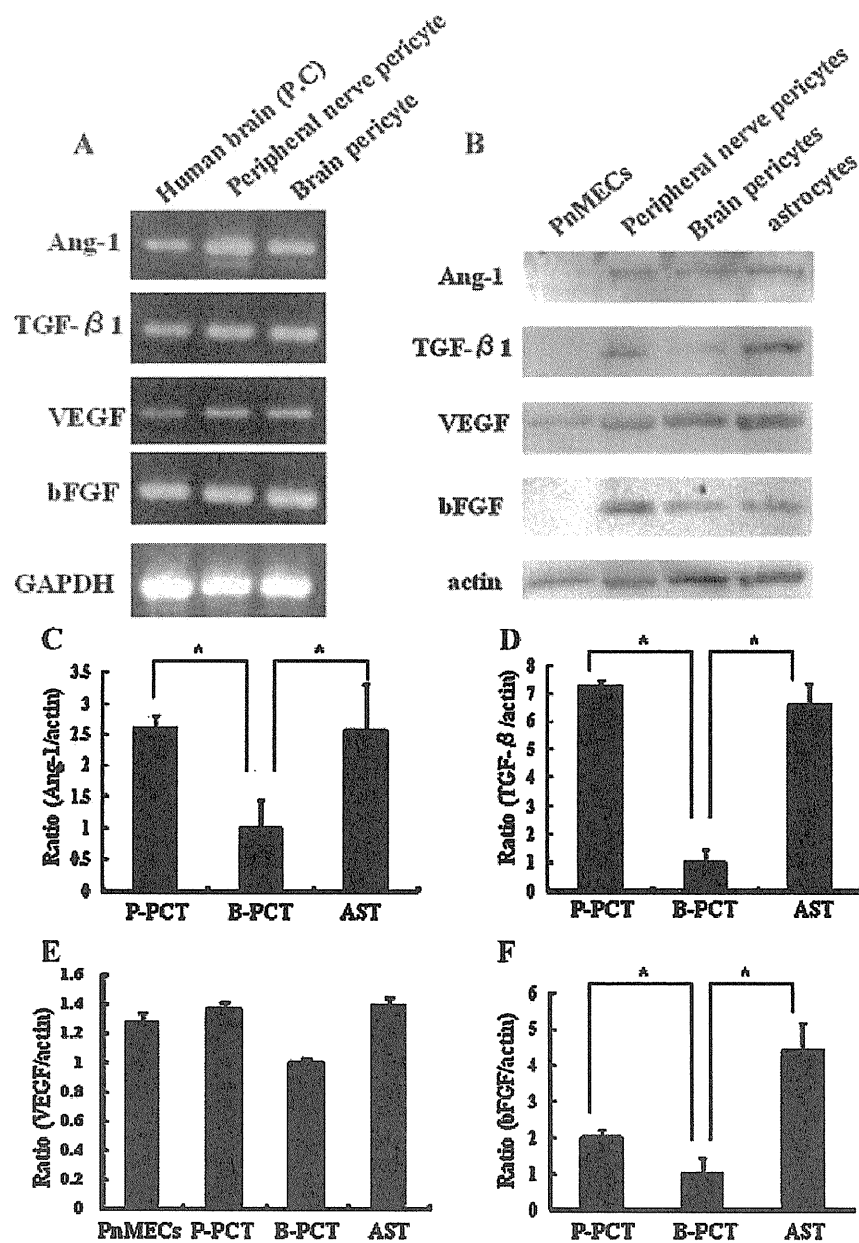 A
Human brain (P.C)
Peripheral nerve pericyte
Brain pericyte
Ang-1
TGF-β1
VEGF
bFGF
GAPDH
B
PnMECs
Peripheral nerve pericytes
Brain pericytes
astrocytes
Ang-1
TGF-β1
VEGF
bFGF
actin
C
*
*
Ratio (Ang-1/actin)
3.5
3
2.5
2
1.5
1
0.5
0
P-PCT B-PCT AST
D
*
*
Ratio (TGF-β/actin)
8
7
6
5
4
3
2
1
0
P-PCT B-PCT AST
E
Ratio (VEGF/actin)
1.6
1.4
1.2
1
0.8
0.6
0.4
0.2
0
PnMECs P-PCT B-PCT AST
F
*
*
Ratio (bFGF/actin)
6
5
4
3
2
1
0
P-PCT B-PCT AST